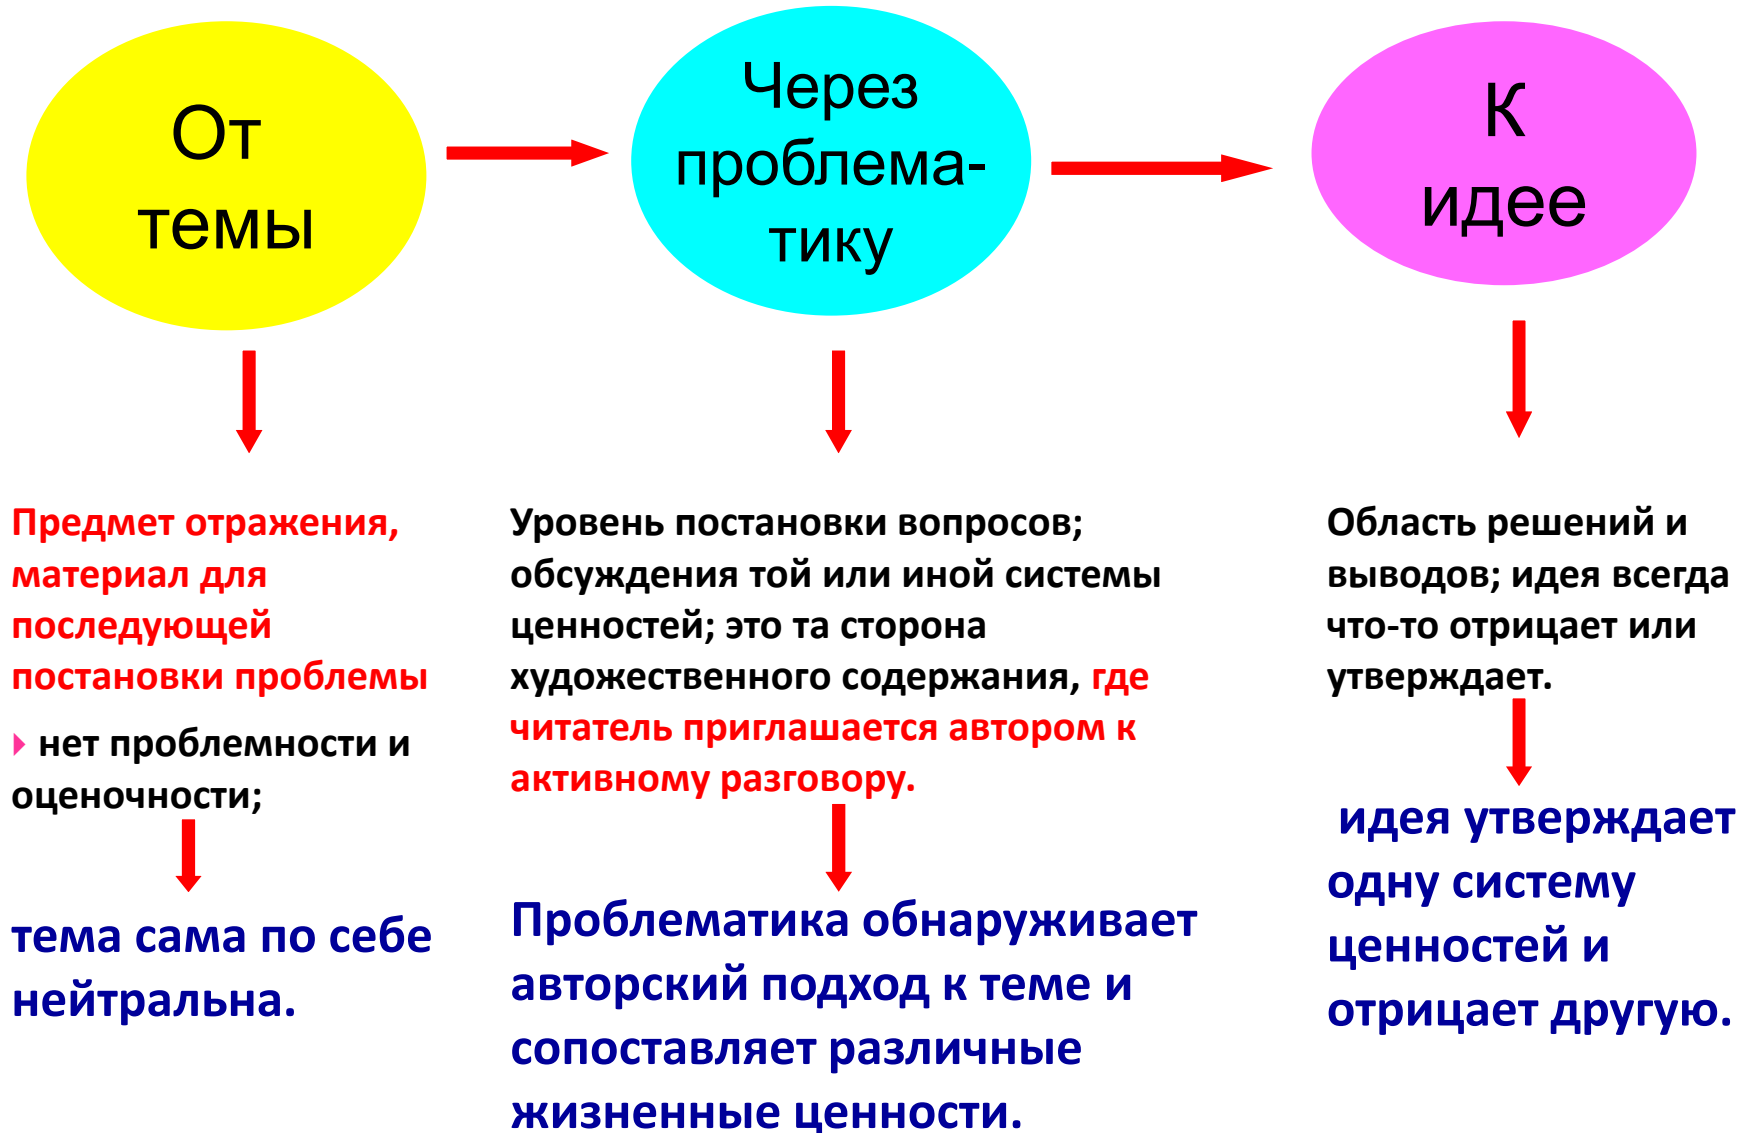 От
темы
Через
проблема-
тику
К
идее
Предмет отражения,
материал для
последующей
постановки проблемы
нет проблемности и
оценочности;
тема сама по себе
нейтральна.
Уровень постановки вопросов;
обсуждения той или иной системы
ценностей; это та сторона
художественного содержания, где
читатель приглашается автором к
активному разговору.
Проблематика обнаруживает
авторский подход к теме и
сопоставляет различные
жизненные ценности.
Область решений и
выводов; идея всегда
что-то отрицает или
утверждает.
идея утверждает
одну систему
ценностей и
отрицает другую.